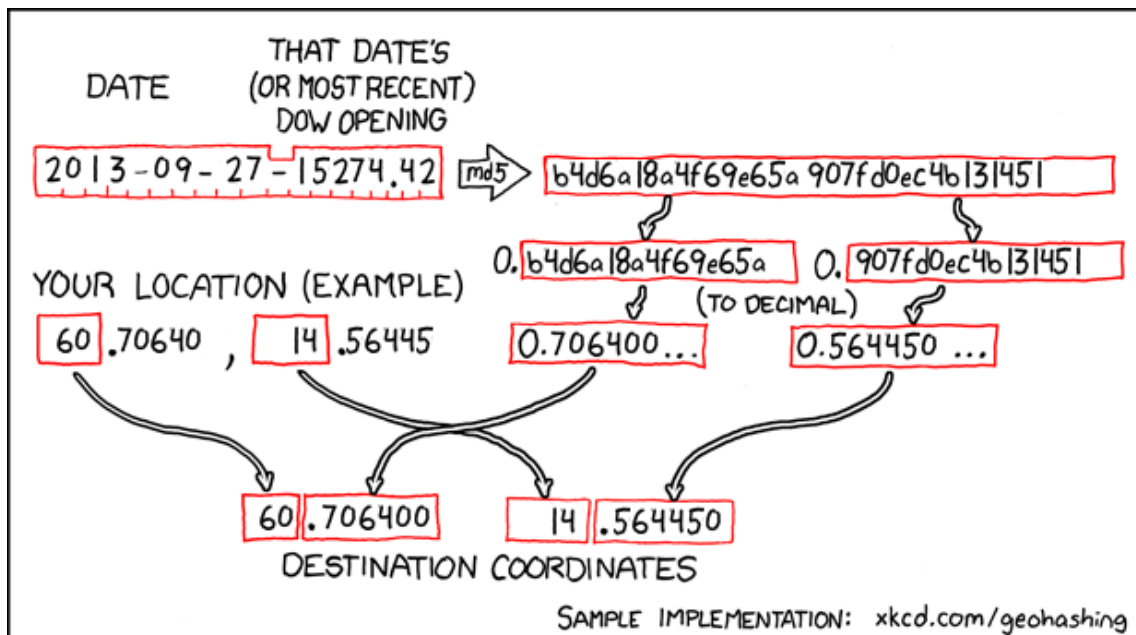 DATE
THAT DATE'S
(OR MOST RECENT)
DOW OPENING
2013-09-27-15274.42
md5
b4d6a18a4f69e65a907fd0ec4b131451
0.b4d6a18a4f69e65a
0.907fd0ec4b131451
YOUR LOCATION (EXAMPLE)
(TO DECIMAL)
60.70640, 14.56445
0.706400...
0.564450...
60.706400
14.564450
DESTINATION COORDINATES
SAMPLE IMPLEMENTATION: xkcd.com/geohashing